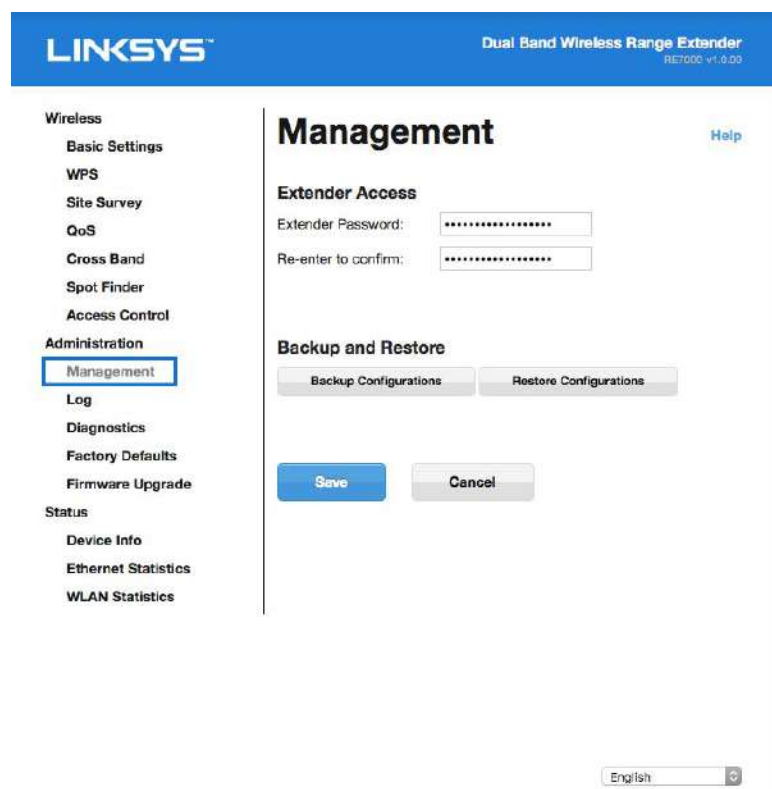 LINKSYS™
Dual Band Wireless Range Extender
RE7000 v1.0.00
Wireless
Basic Settings
WPS
Site Survey
QoS
Cross Band
Spot Finder
Access Control
Administration
Management
Log
Diagnostics
Factory Defaults
Firmware Upgrade
Status
Device Info
Ethernet Statistics
WLAN Statistics
Management
Help
Extender Access
Extender Password: ••••••••••••••••••
Re-enter to confirm: ••••••••••••••••••
Backup and Restore
Backup Configurations Restore Configurations
Save Cancel
English